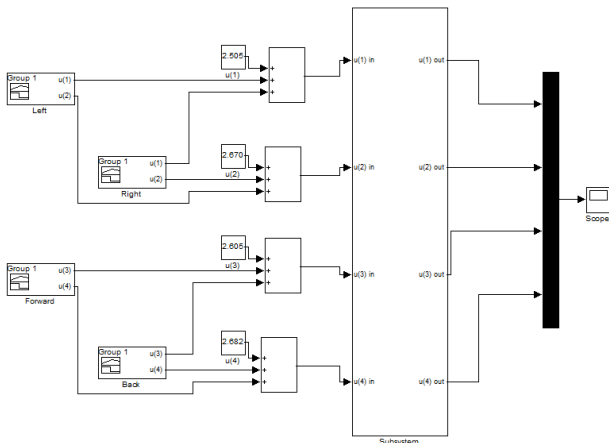 2.505
u(1)
+
+
+
Group 1
u(1)
u(2)
Left
Group 1
u(1)
u(2)
Right
2.670
u(2)
+
+
+
Group 1
u(3)
u(4)
Forward
2.605
u(3)
+
+
+
Group 1
u(3)
u(4)
Back
2.682
u(4)
+
+
+
u(1) in
u(1) out
u(2) in
u(2) out
u(3) in
u(3) out
u(4) in
u(4) out
Subsystem
Scope